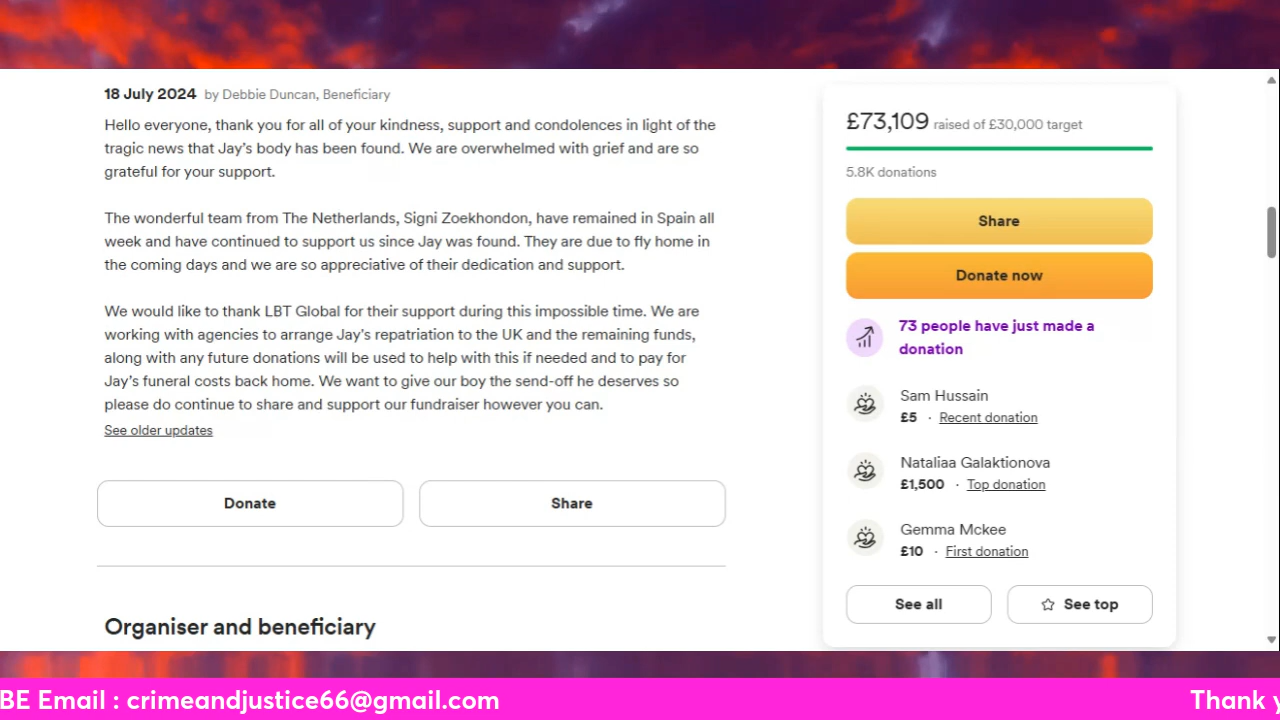 18 July 2024 by Debbie Duncan, Beneficiary
Hello everyone, thank you for all of your kindness, support and condolences in light of the
tragic news that Jay's body has been found. We are overwhelmed with grief and are so
grateful for your support.
The wonderful team from The Netherlands, Signi Zoekhondon, have remained in Spain all
week and have continued to support us since Jay was found. They are due to fly home in
the coming days and we are so appreciative of their dedication and support.
We would like to thank LBT Global for their support during this impossible time. We are
working with agencies to arrange Jay's repatriation to the UK and the remaining funds,
along with any future donations will be used to help with this if needed and to pay for
Jay's funeral costs back home. We want to give our boy the send-off he deserves so
please do continue to share and support our fundraiser however you can.
See older updates
Donate
Share
Organiser and beneficiary
£73,109 raised of £30,000 target
5.8K donations
Share
Donate now
73 people have just made a
donation
Sam Hussain
£5 · Recent donation
Nataliaa Galaktionova
£1,500 · Top donation
Gemma Mckee
£10 · First donation
See all
See top
BE Email : crimeandjustice66@gmail.com
Thank